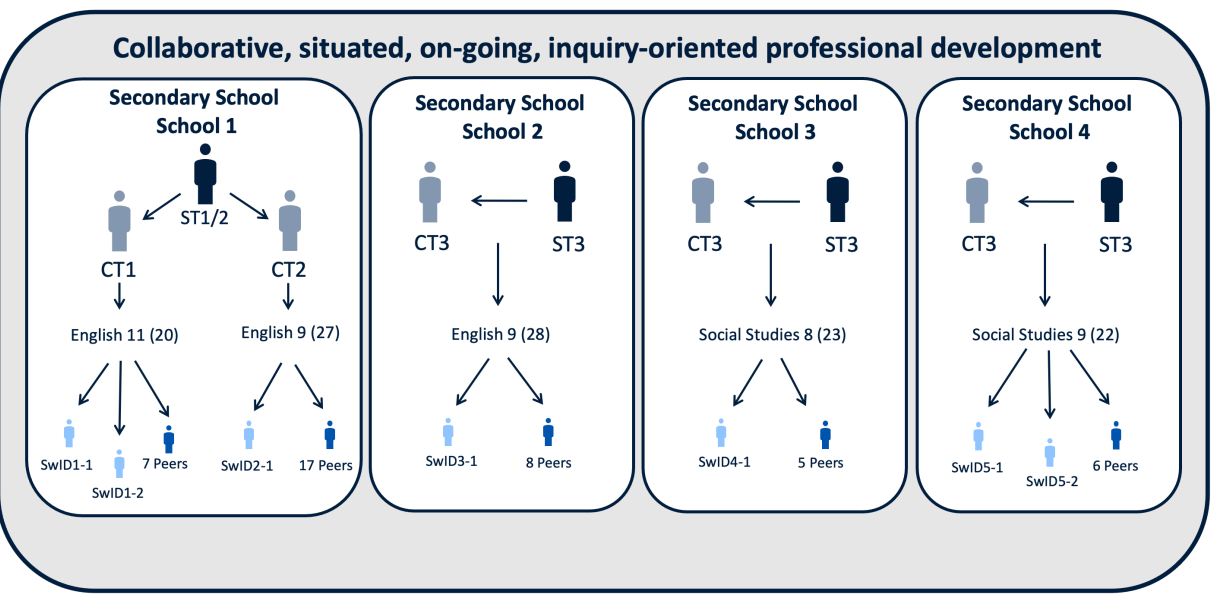 Collaborative, situated, on-going, inquiry-oriented professional development
Secondary School
School 1
ST1/2
CT1
CT2
English 11 (20)
English 9 (27)
SwID1-1
SwID1-2
7 Peers
SwID2-1
17 Peers
Secondary School
School 2
CT3
ST3
English 9 (28)
SwID3-1
8 Peers
Secondary School
School 3
CT3
ST3
Social Studies 8 (23)
SwID4-1
5 Peers
Secondary School
School 4
CT3
ST3
Social Studies 9 (22)
SwID5-1
SwID5-2
6 Peers